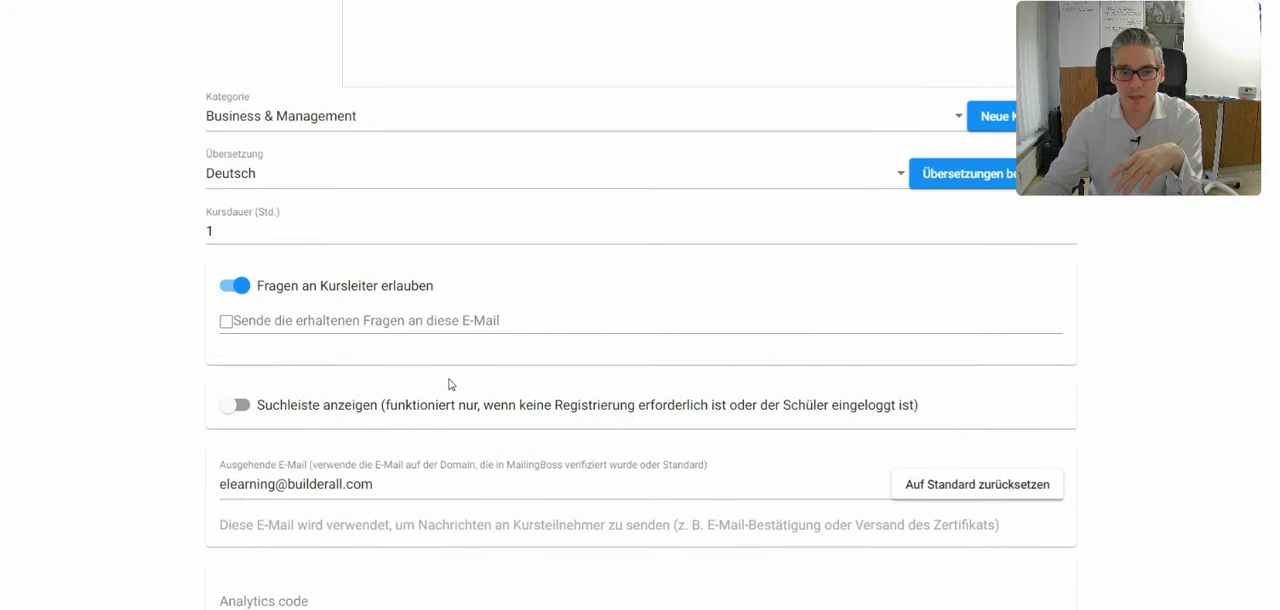 Kategorie
Business & Management
Neue
Übersetzung
Deutsch
Übersetzungen
Kursdauer (Std.)
1
Fragen an Kursleiter erlauben
Sende die erhaltenen Fragen an diese E-Mail
Suchleiste anzeigen (funktioniert nur, wenn keine Registrierung erforderlich ist oder der Schüler eingeloggt ist)
Ausgehende E-Mail (verwende die E-Mail auf der Domain, die in MailingBoss verifiziert wurde oder Standard)
elearning@builderall.com
Auf Standard zurücksetzen
Diese E-Mail wird verwendet, um Nachrichten an Kursteilnehmer zu senden (z. B. E-Mail-Bestätigung oder Versand des Zertifikats)
Analytics code